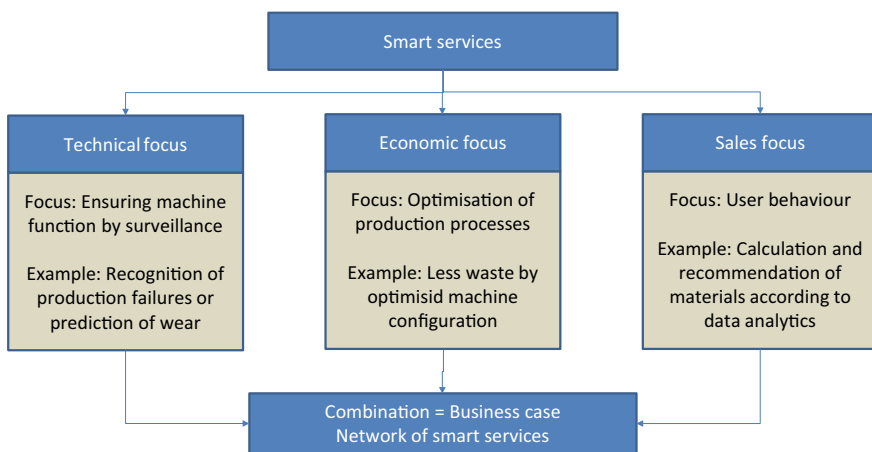 Smart services
Technical focus
Focus: Ensuring machine
function by surveillance
Example: Recognition of
production failures or
prediction of wear
Economic focus
Focus: Optimisation of
production processes
Example: Less waste by
optimisid machine
configuration
Sales focus
Focus: User behaviour
Example: Calculation and
recommendation of
materials according to
data analytics
Combination = Business case
Network of smart services